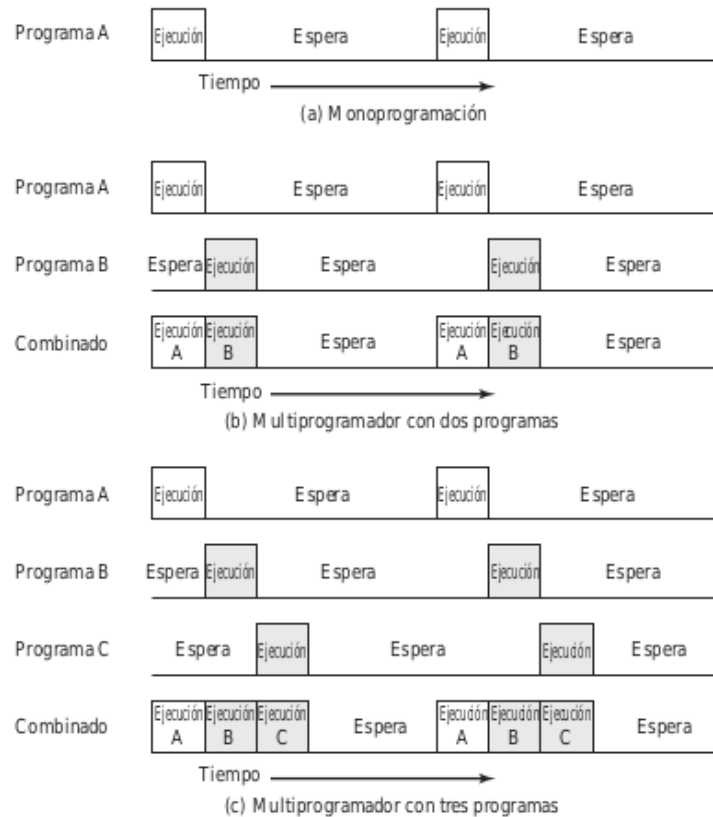 Programa A Ejecución Espera Ejecución Espera
Tiempo
(a) Monoprogramación
Programa A Ejecución Espera Ejecución Espera
Programa B Espera Ejecución Espera Ejecución Espera
Combinado Ejecución A Ejecución B Espera Ejecución A Ejecución B Espera
Tiempo
(b) Multiprogramador con dos programas
Programa A Ejecución Espera Ejecución Espera
Programa B Espera Ejecución Espera Ejecución Espera
Programa C Espera Ejecución Espera Ejecución Espera
Combinado Ejecución A Ejecución B Ejecución C Espera Ejecución A Ejecución B Ejecución C Espera
Tiempo
(c) Multiprogramador con tres programas